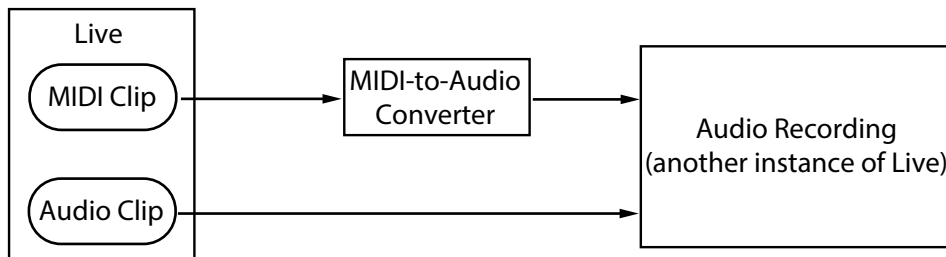 Live
MIDI Clip
MIDI-to-Audio
Converter
Audio Recording
(another instance of Live)
Audio Clip